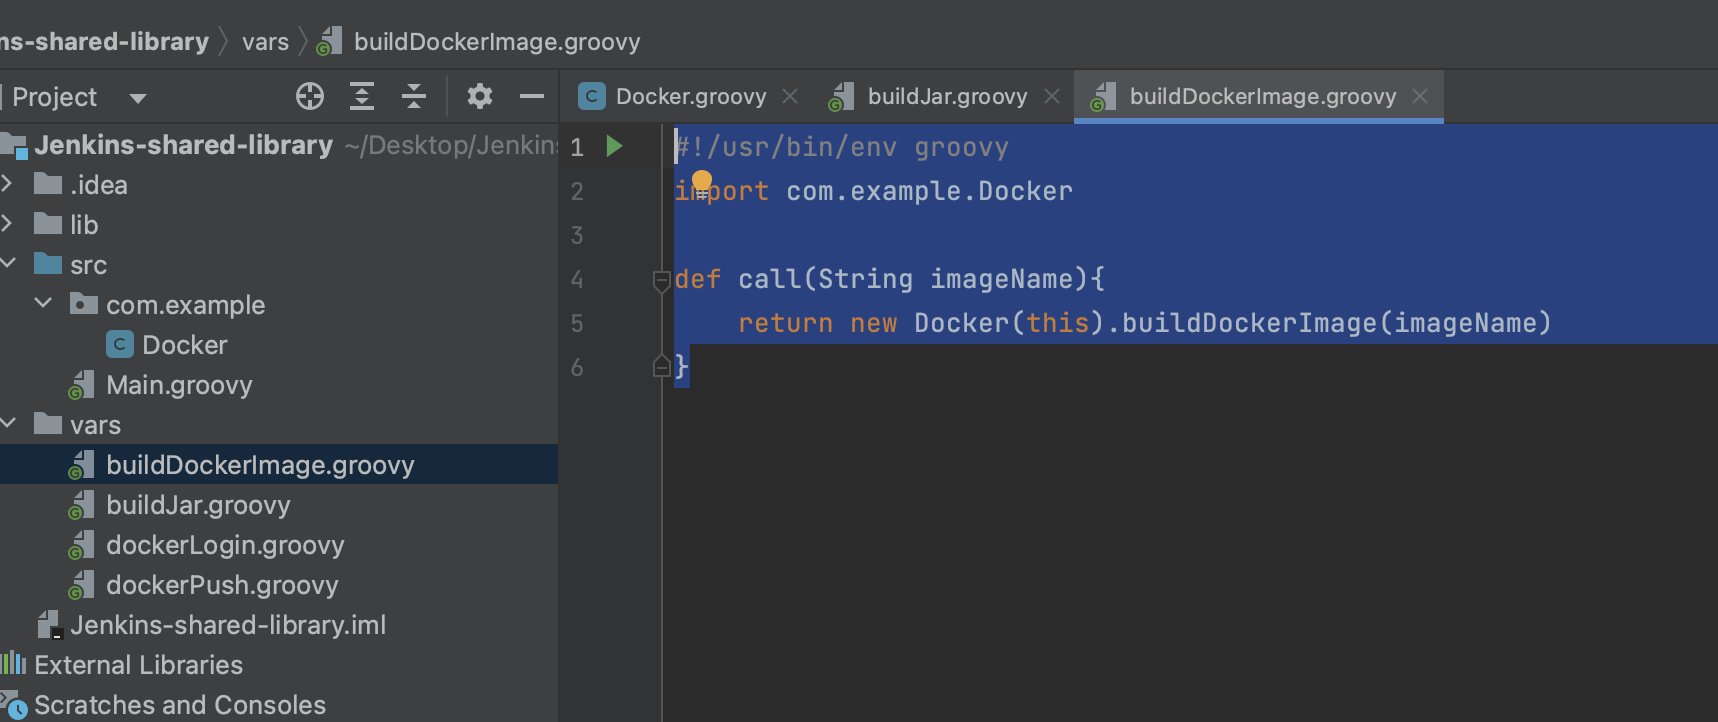 ns-shared-library vars buildDockerImage.groovy
Project
Docker.groovy buildJar.groovy buildDockerImage.groovy
Jenkins-shared-library ~/Desktop/Jenkins
.idea
lib
src
com.example
C Docker
Main.groovy
vars
buildDockerImage.groovy
buildJar.groovy
dockerLogin.groovy
dockerPush.groovy
Jenkins-shared-library.iml
External Libraries
Scratches and Consoles
1 #!/usr/bin/env groovy
2 import com.example.Docker
3
4 def call(String imageName){
5 return new Docker(this).buildDockerImage(imageName)
6 }